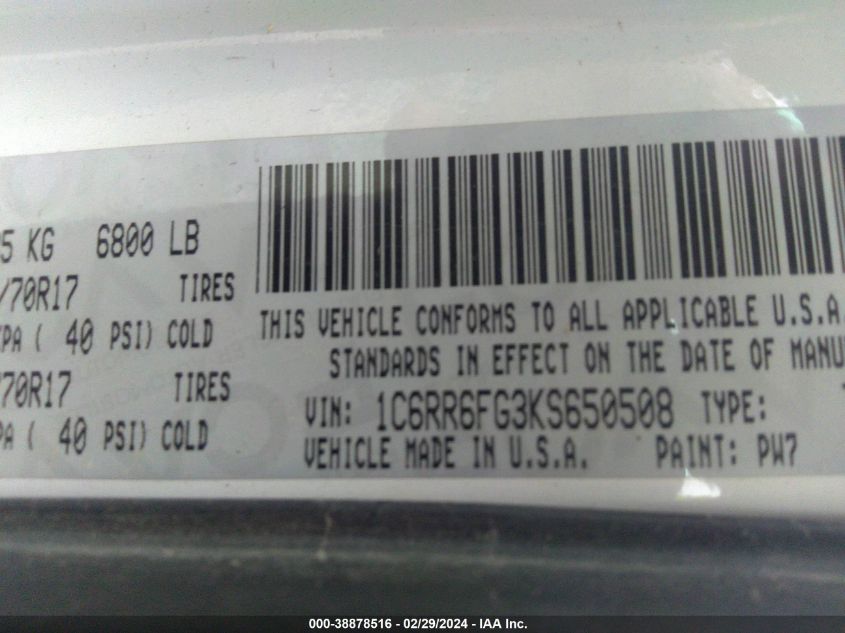 5 KG 6800 LB
/70R17 TIRES
KPA ( 40 PSI) COLD
/70R17 TIRES
PA ( 40 PSI) COLD
THIS VEHICLE CONFORMS TO ALL APPLICABLE U.S.A
STANDARDS IN EFFECT ON THE DATE OF MANU
VIN: 1C6RR6FG3KS650508 TYPE:
VEHICLE MADE IN U.S.A. PAINT: PW7
000-38878516 - 02/29/2024 - IAA Inc.